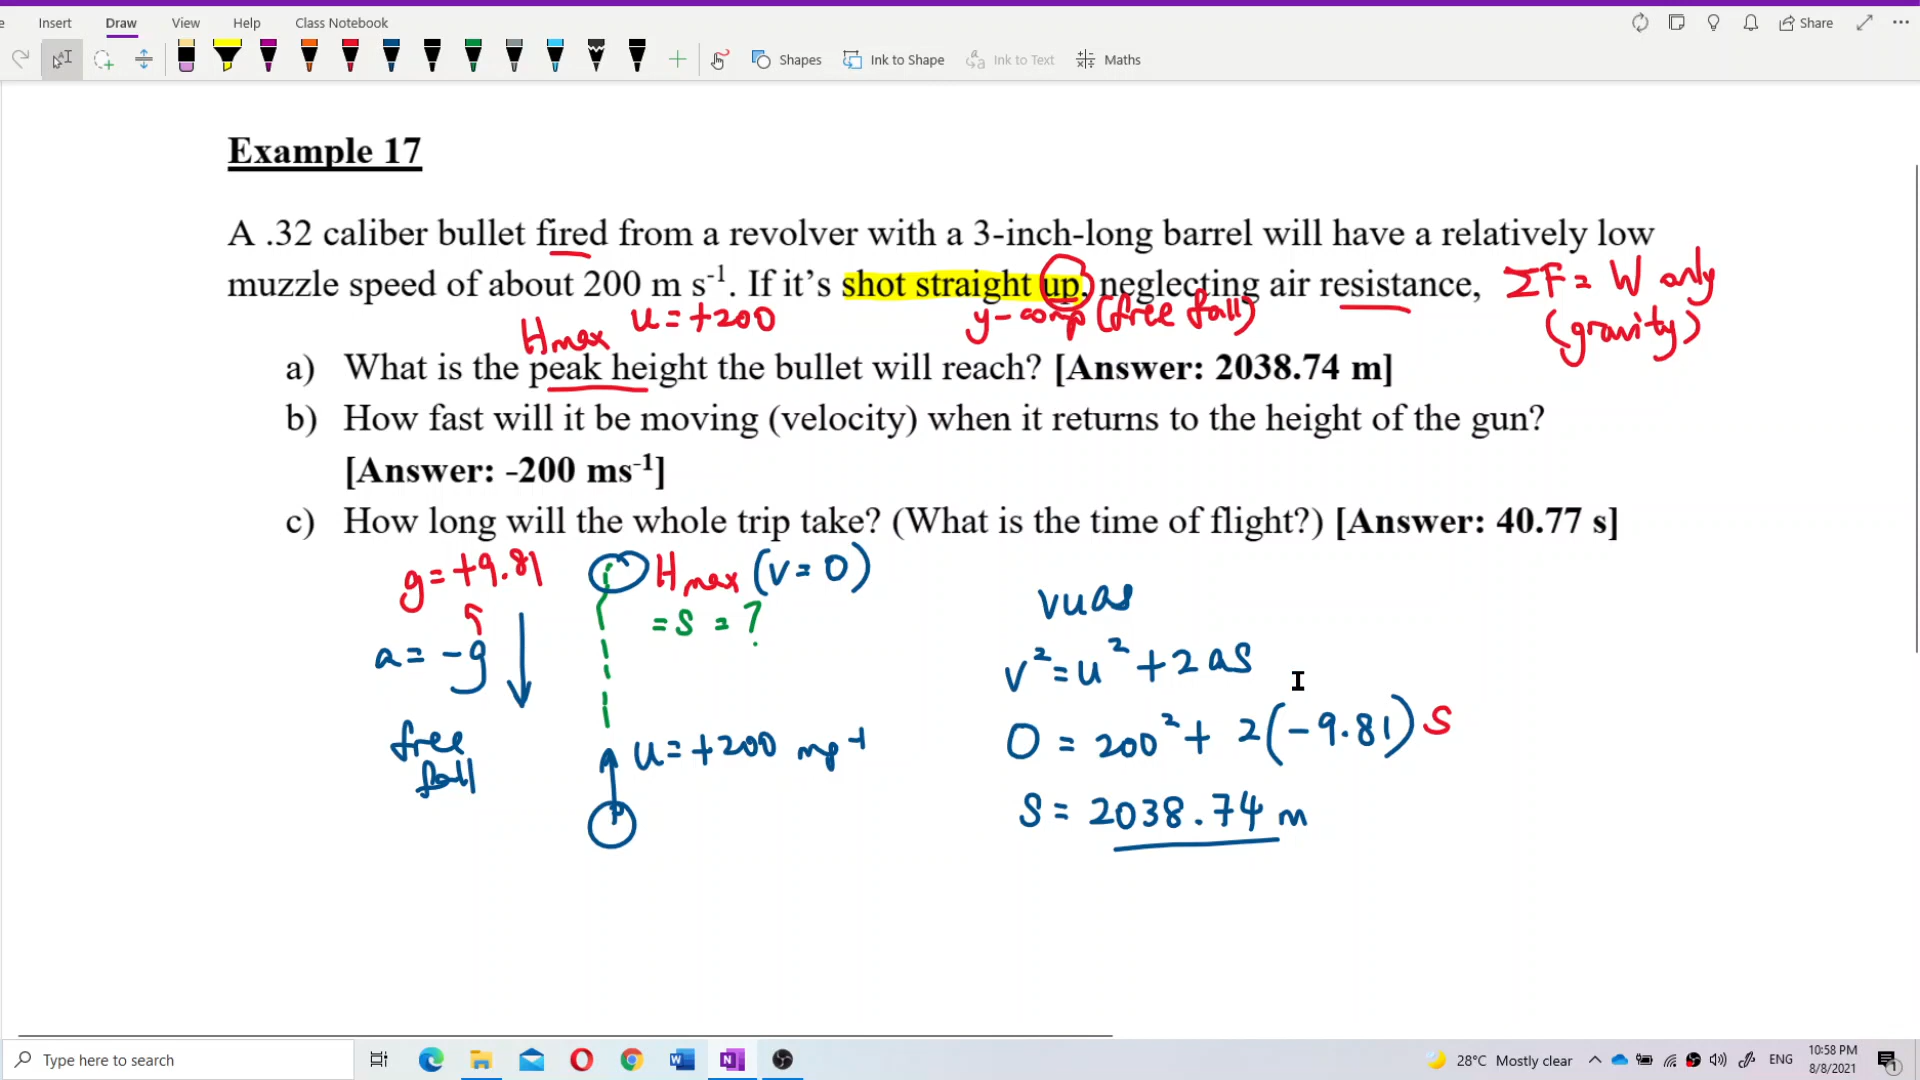 Insert Draw View Help Class Notebook Share
Shapes Ink to Shape Ink to Text Maths
Example 17
A .32 caliber bullet fired from a revolver with a 3-inch-long barrel will have a relatively low
muzzle speed of about 200 m s⁻¹. If it's shot straight up, neglecting air resistance, ΣF = W only
(gravity)
Hmax u = +200 y-comp (free fall)
a) What is the peak height the bullet will reach? [Answer: 2038.74 m]
b) How fast will it be moving (velocity) when it returns to the height of the gun?
[Answer: -200 ms⁻¹]
c) How long will the whole trip take? (What is the time of flight?) [Answer: 40.77 s]
g = +9.81
Hmax (v = 0)
= s = ?
a = -g
free
fall
u = +200 ms⁻¹
vuas
v² = u² + 2as
0 = 200² + 2(-9.81) s
s = 2038.74 m
Type here to search
28°C Mostly clear
ENG
10:58 PM
8/8/2021
1